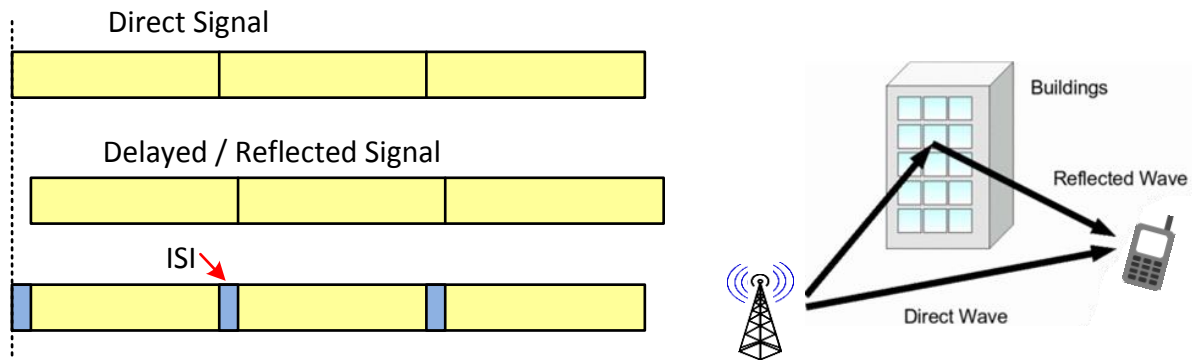 Direct Signal
Delayed / Reflected Signal
ISI
Buildings
Reflected Wave
Direct Wave